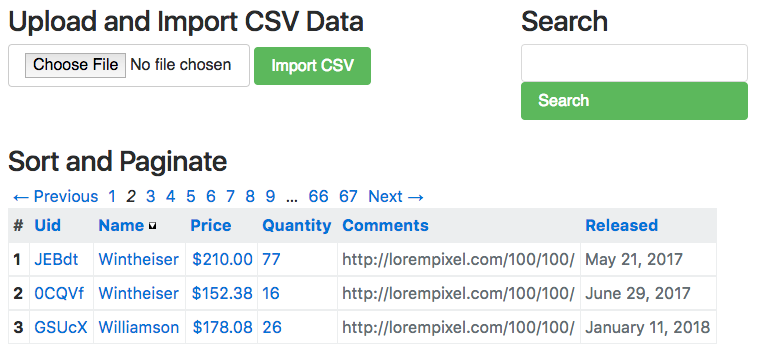 Upload and Import CSV Data
Choose File No file chosen Import CSV
Search
Search
Sort and Paginate
← Previous 1 2 3 4 5 6 7 8 9 ... 66 67 Next →
# Uid Name Price Quantity Comments Released
1 JEBdt Wintheiser $210.00 77 http://lorempixel.com/100/100/ May 21, 2017
2 0CQVf Wintheiser $152.38 16 http://lorempixel.com/100/100/ June 29, 2017
3 GSUcX Williamson $178.08 26 http://lorempixel.com/100/100/ January 11, 2018